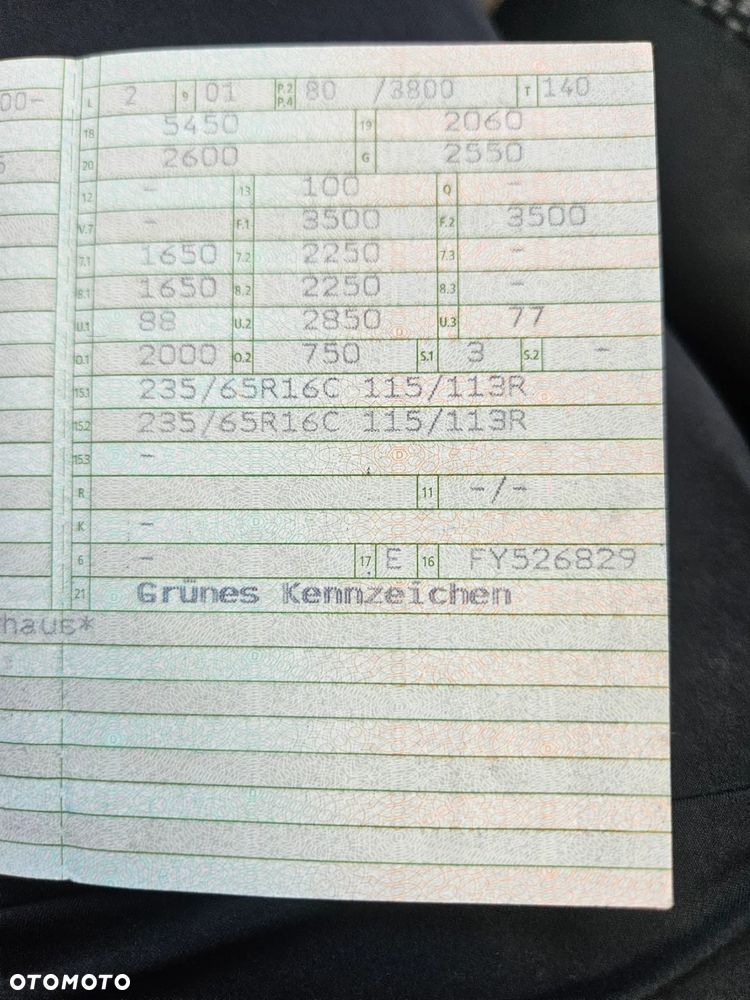 00- L 2 9 01 P.2 P.4 80 /3800 T 140
18 5450 19 2060
20 2600 G 2550
12 - 13 100 Q -
V.7 - F.1 3500 F.2 3500
7.1 1650 7.2 2250 7.3 -
8.1 1650 8.2 2250 8.3 -
U.1 88 U.2 2850 U.3 77
O.1 2000 O.2 750 S.1 3 S.2 -
15.1 235/65R16C 115/113R
15.2 235/65R16C 115/113R
15.3 -
R 11 -/-
K -
6 - 17 E 16 FY526829
21 Grünes Kennzeichen
haus*
OTOMOTO